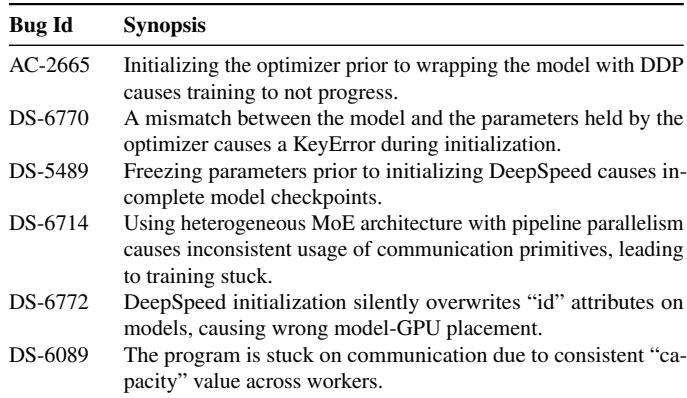 Bug Id Synopsis
AC-2665 Initializing the optimizer prior to wrapping the model with DDP
causes training to not progress.
DS-6770 A mismatch between the model and the parameters held by the
optimizer causes a KeyError during initialization.
DS-5489 Freezing parameters prior to initializing DeepSpeed causes in-
complete model checkpoints.
DS-6714 Using heterogeneous MoE architecture with pipeline parallelism
causes inconsistent usage of communication primitives, leading
to training stuck.
DS-6772 DeepSpeed initialization silently overwrites “id” attributes on
models, causing wrong model-GPU placement.
DS-6089 The program is stuck on communication due to consistent “ca-
pacity” value across workers.